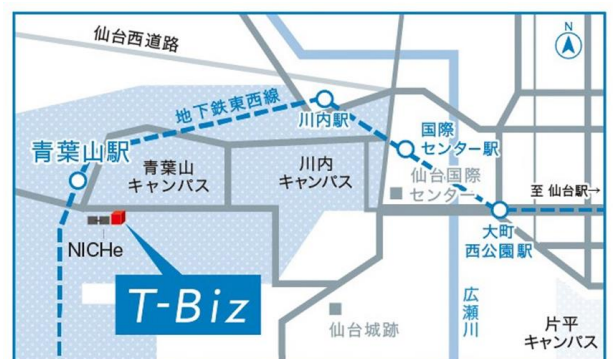 仙台西道路
N
地下鉄東西線
川内駅
青葉山駅
国際
センター駅
青葉山
キャンパス
川内
キャンパス
仙台国際
センター
至 仙台駅→
大町
西公園駅
NICHe
T-Biz
広瀬川
仙台城跡
片平
キャンパス